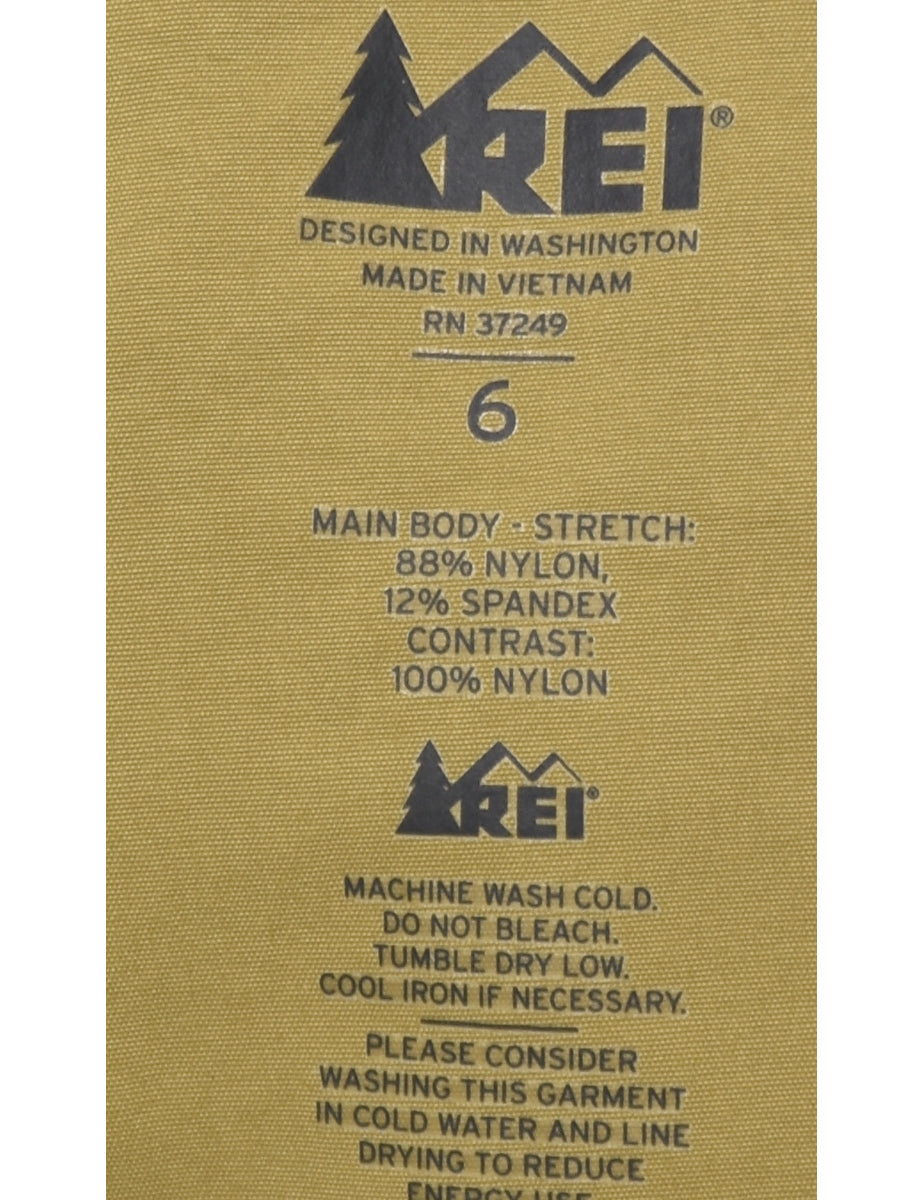 REI®
DESIGNED IN WASHINGTON
MADE IN VIETNAM
RN 37249
6
MAIN BODY - STRETCH:
88% NYLON,
12% SPANDEX
CONTRAST:
100% NYLON
REI®
MACHINE WASH COLD.
DO NOT BLEACH.
TUMBLE DRY LOW.
COOL IRON IF NECESSARY.
PLEASE CONSIDER
WASHING THIS GARMENT
IN COLD WATER AND LINE
DRYING TO REDUCE
ENERGY USE